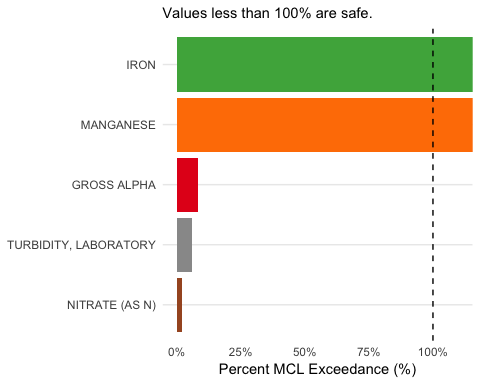 Values less than 100% are safe.
IRON
MANGANESE
GROSS ALPHA
TURBIDITY, LABORATORY
NITRATE (AS N)
0% 25% 50% 75% 100%
Percent MCL Exceedance (%)